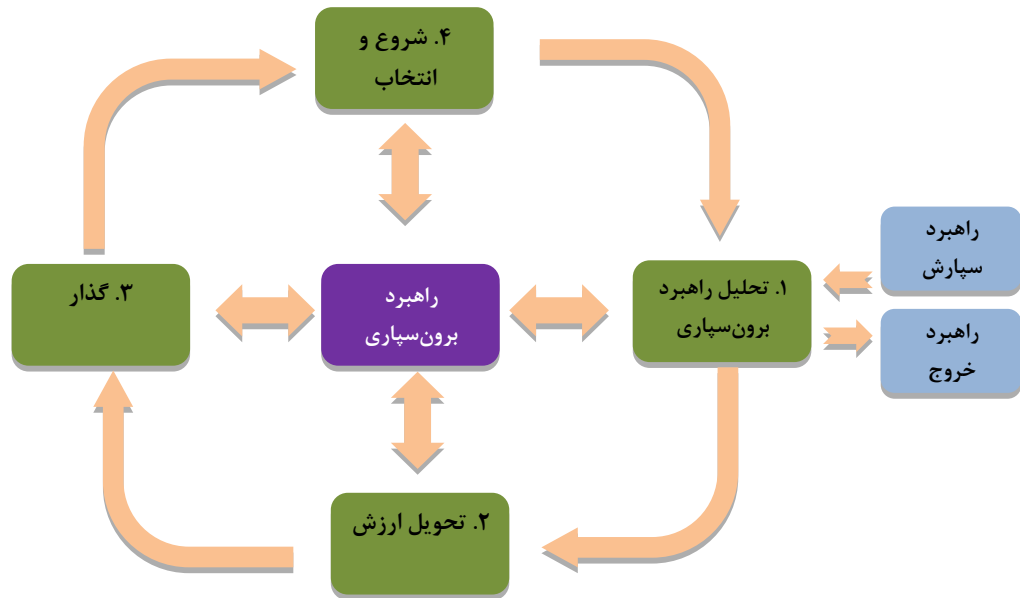 ۴. شروع و
انتخاب
راهبرد
سپارش
۱. تحلیل راهبرد
برون‌سپاری
راهبرد
برون‌سپاری
۳. گذار
راهبرد
خروج
۲. تحویل ارزش